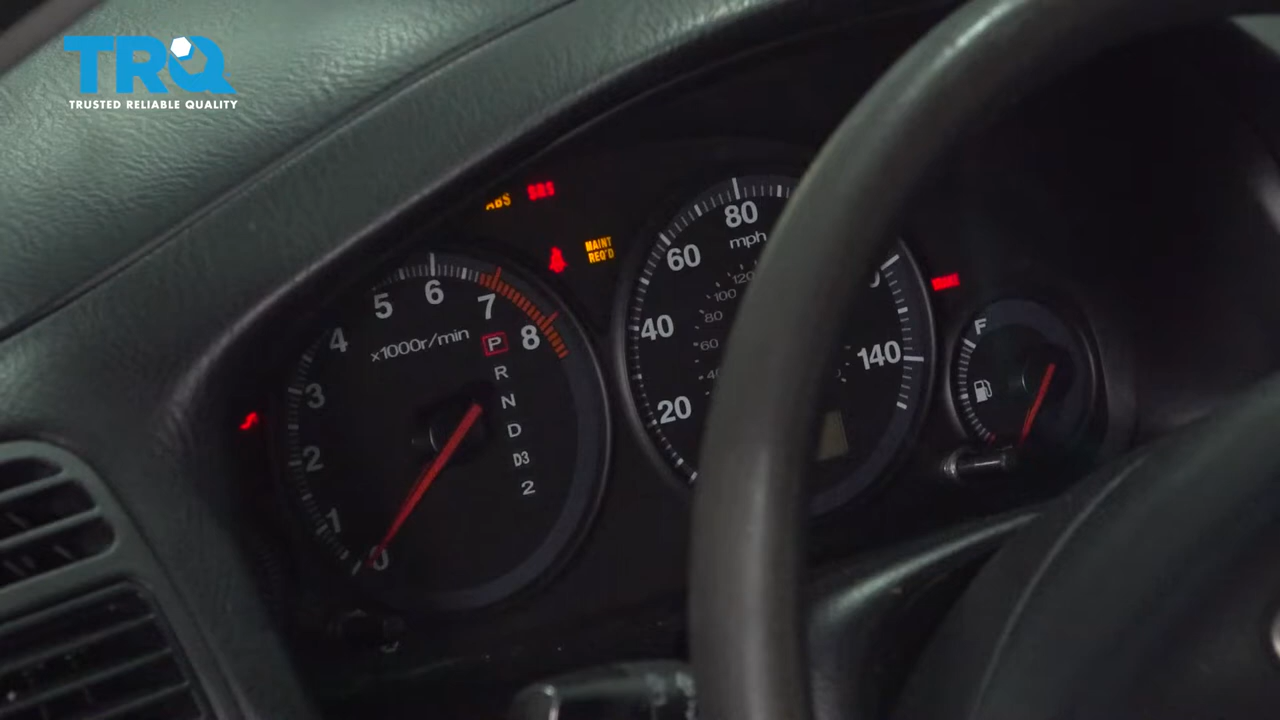 TRQ
TRUSTED RELIABLE QUALITY
ABS
SRS
MAINT
REQ'D
BRAKE
0
1
2
3
4
5
6
7
8
x1000r/min
P
R
N
D
D3
2
20
40
60
80
mph
140
60
80
100
120
F